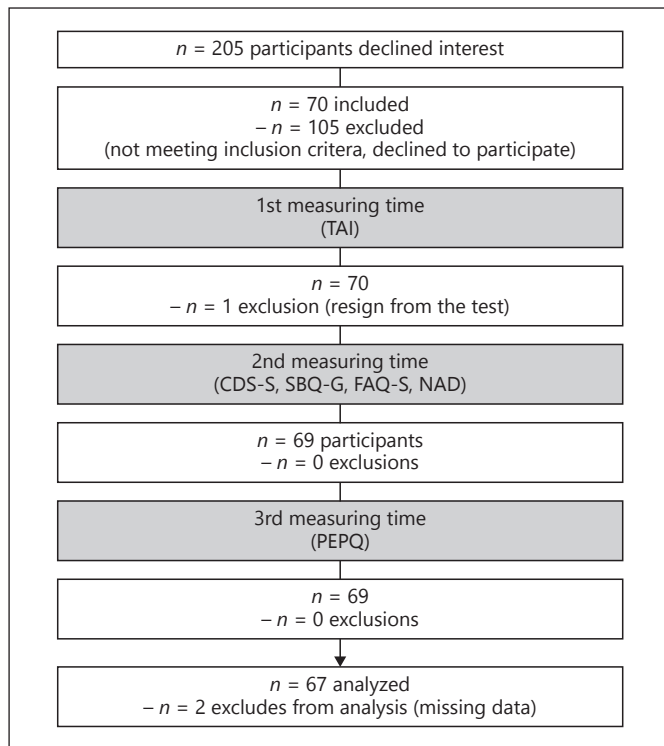 n = 205 participants declined interest
n = 70 included
– n = 105 excluded
(not meeting inclusion critera, declined to participate)
1st measuring time
(TAI)
n = 70
– n = 1 exclusion (resign from the test)
2nd measuring time
(CDS-S, SBQ-G, FAQ-S, NAD)
n = 69 participants
– n = 0 exclusions
3rd measuring time
(PEPQ)
n = 69
– n = 0 exclusions
n = 67 analyzed
– n = 2 excludes from analysis (missing data)